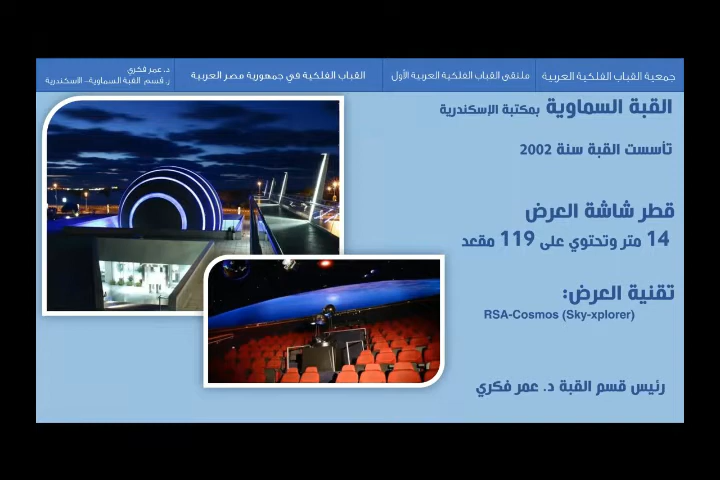 جمعية القباب الفلكية العربية
ملتقى القباب الفلكية العربية الأول
القباب الفلكية في جمهورية مصر العربية
د. عمر فكري
ر. قسم القبة السماوية- الاسكندرية
القبة السماوية بمكتبة الإسكندرية
تأسست القبة سنة 2002
قطر شاشة العرض
14 متر وتحتوي على 119 مقعد
تقنية العرض:
RSA-Cosmos (Sky-xplorer)
رئيس قسم القبة د. عمر فكري